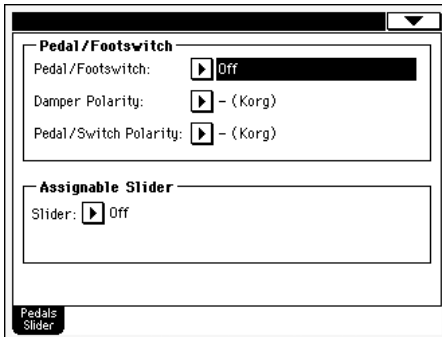 Pedal/Footswitch
Pedal/Footswitch: Off
Damper Polarity: - (Korg)
Pedal/Switch Polarity: - (Korg)
Assignable Slider
Slider: Off
Pedals
Slider